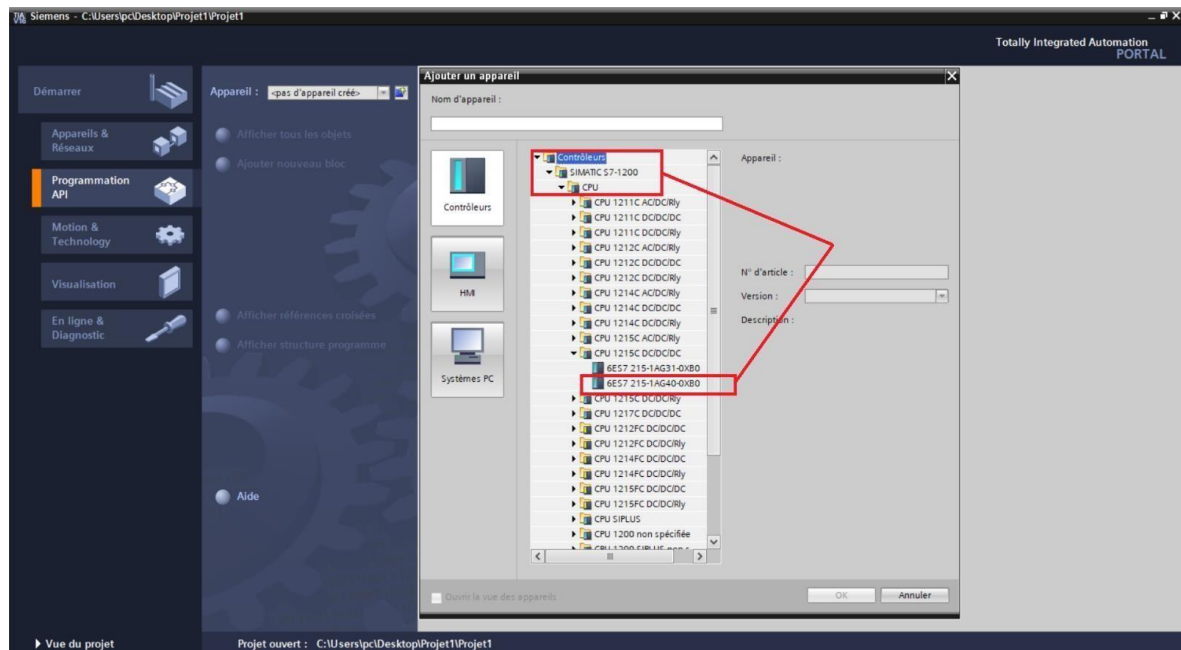 Siemens - C:\Users\pc\Desktop\Projet1\Projet1
Totally Integrated Automation
PORTAL
Démarrer
Appareils &
Réseaux
Programmation
API
Motion &
Technology
Visualisation
En ligne &
Diagnostic
Appareil :
<pas d'appareil créé>
Afficher tous les objets
Ajouter nouveau bloc
Afficher références croisées
Afficher structure programme
Aide
Ajouter un appareil
Nom d'appareil :
Contrôleurs
HMI
Systèmes PC
Contrôleurs
SIMATIC S7-1200
CPU
CPU 1211C AC/DC/Rly
CPU 1211C DC/DC/DC
CPU 1211C DC/DC/Rly
CPU 1212C AC/DC/Rly
CPU 1212C DC/DC/DC
CPU 1212C DC/DC/Rly
CPU 1214C AC/DC/Rly
CPU 1214C DC/DC/DC
CPU 1214C DC/DC/Rly
CPU 1215C AC/DC/Rly
CPU 1215C DC/DC/DC
6ES7 215-1AG31-0XB0
6ES7 215-1AG40-0XB0
CPU 1215C DC/DC/Rly
CPU 1217C DC/DC/DC
CPU 1212FC DC/DC/DC
CPU 1212FC DC/DC/Rly
CPU 1214FC DC/DC/DC
CPU 1214FC DC/DC/Rly
CPU 1215FC DC/DC/DC
CPU 1215FC DC/DC/Rly
CPU SIPLUS
CPU 1200 non spécifiée
CPU 1200 SIPLUS non s
Appareil :
N° d'article :
Version :
Description :
Ouvrir la vue des appareils
OK
Annuler
Vue du projet
Projet ouvert : C:\Users\pc\Desktop\Projet1\Projet1